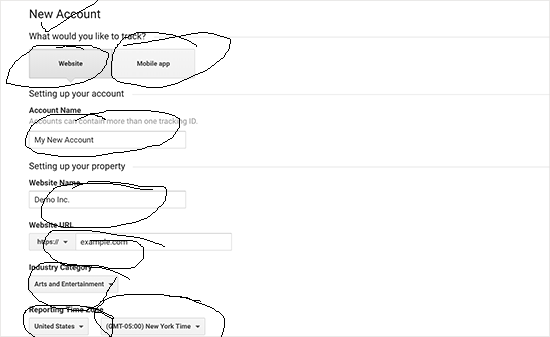 New Account
What would you like to track?
Website Mobile app
Setting up your account
Account Name
Accounts can contain more than one tracking ID.
My New Account
Setting up your property
Website Name
Demo Inc.
Website URL
https:// example.com
Industry Category
Arts and Entertainment
Reporting Time Zone
United States (GMT-05:00) New York Time